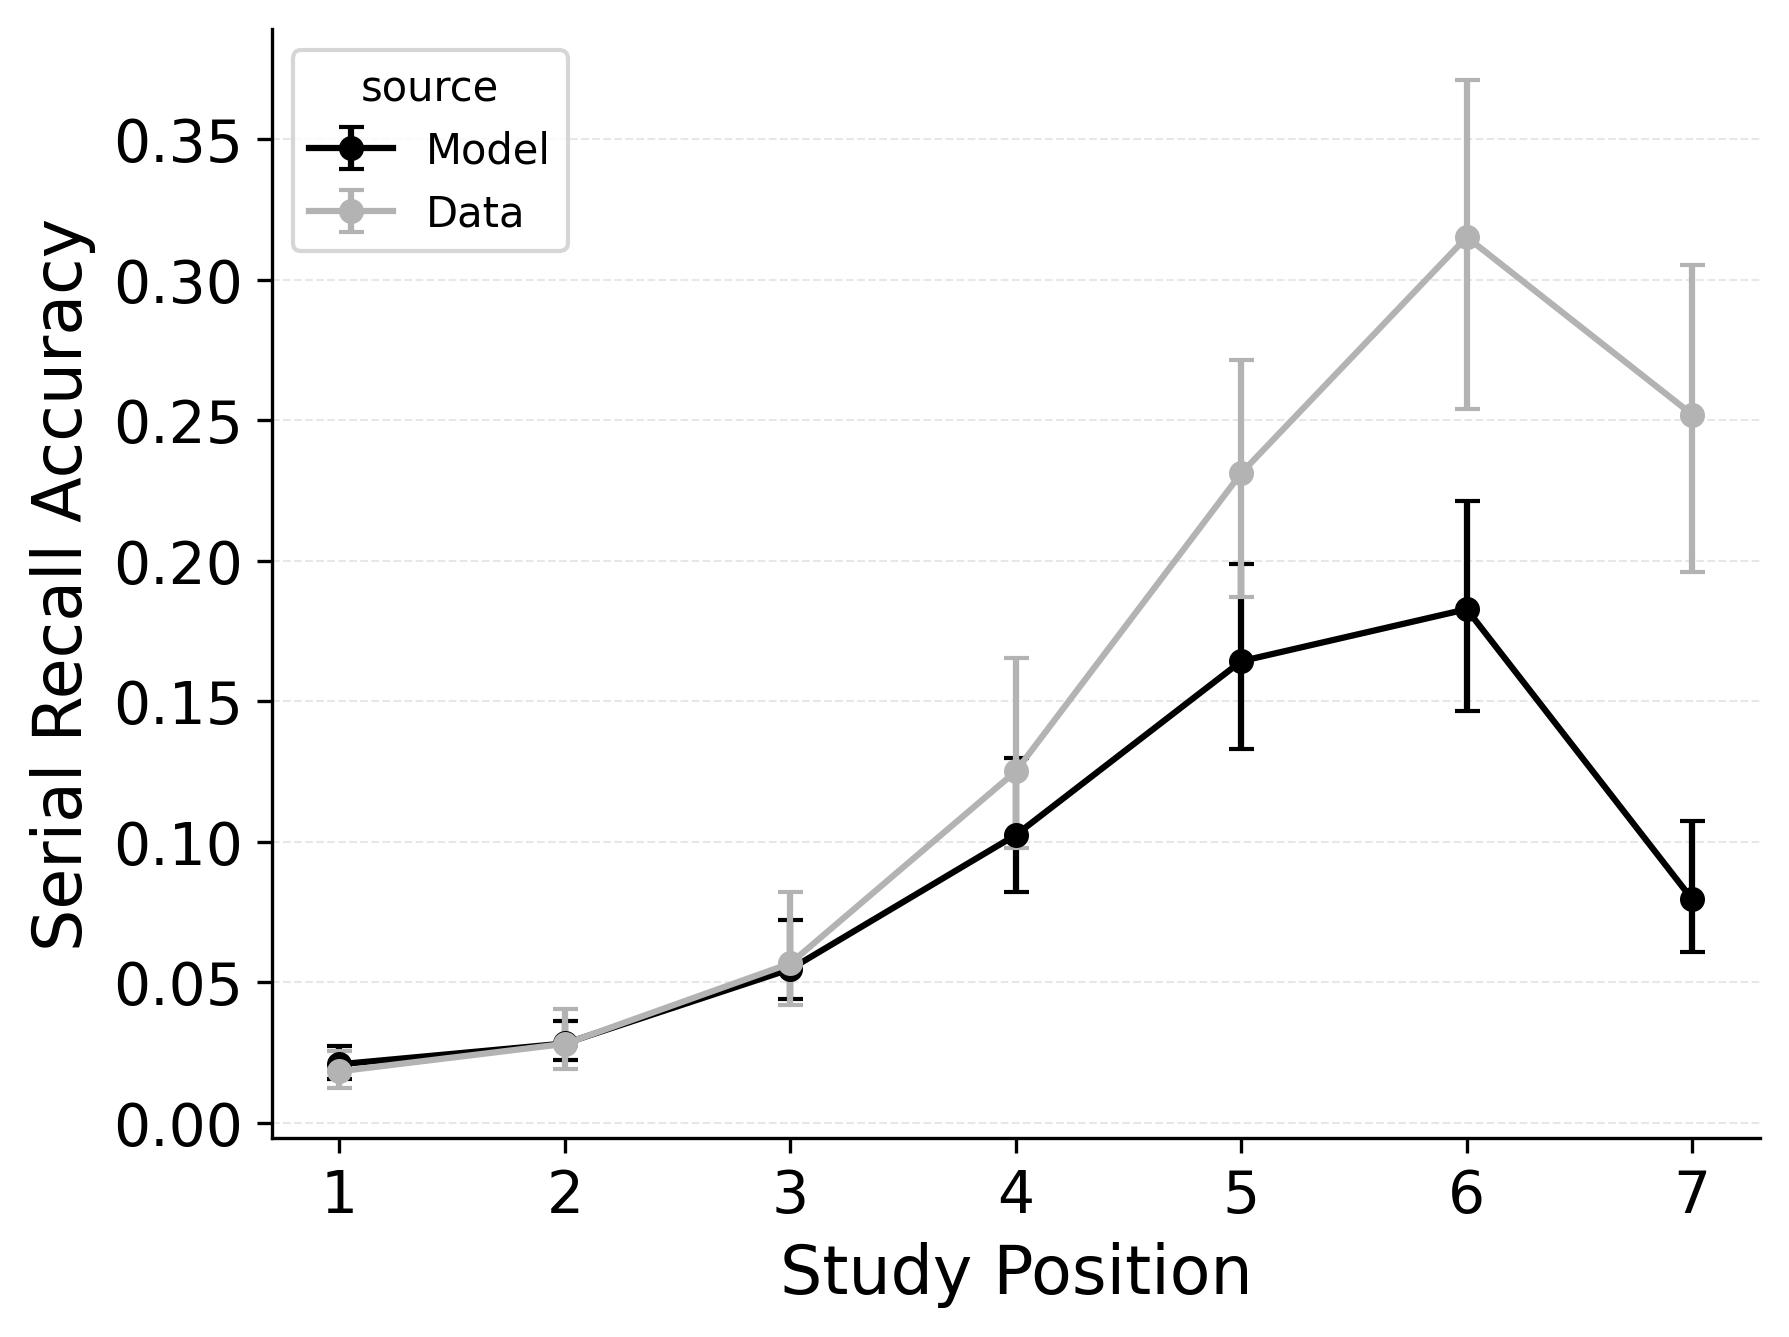 source
Model
Data
Serial Recall Accuracy
0.35
0.30
0.25
0.20
0.15
0.10
0.05
0.00
1 2 3 4 5 6 7
Study Position